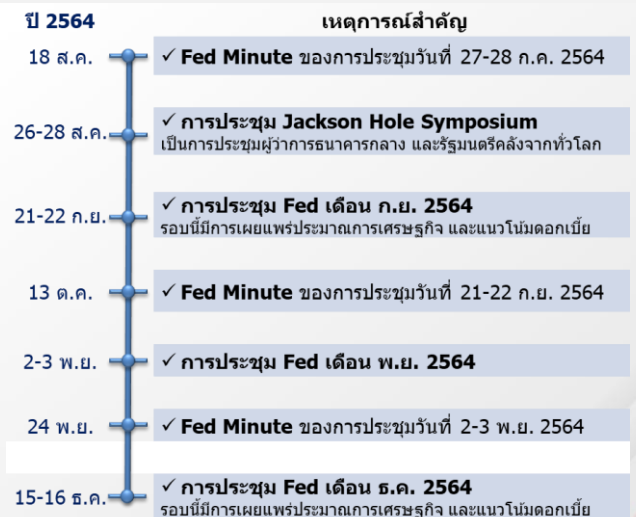 ปี 2564 เหตุการณ์สำคัญ
18 ส.ค. ✓ Fed Minute ของการประชุมวันที่ 27-28 ก.ค. 2564
26-28 ส.ค. ✓ การประชุม Jackson Hole Symposium
เป็นการประชุมผู้ว่าการธนาคารกลาง และรัฐมนตรีคลังจากทั่วโลก
21-22 ก.ย. ✓ การประชุม Fed เดือน ก.ย. 2564
รอบนี้มีการเผยแพร่ประมาณการเศรษฐกิจ และแนวโน้มดอกเบี้ย
13 ต.ค. ✓ Fed Minute ของการประชุมวันที่ 21-22 ก.ย. 2564
2-3 พ.ย. ✓ การประชุม Fed เดือน พ.ย. 2564
24 พ.ย. ✓ Fed Minute ของการประชุมวันที่ 2-3 พ.ย. 2564
15-16 ธ.ค. ✓ การประชุม Fed เดือน ธ.ค. 2564
รอบนี้มีการเผยแพร่ประมาณการเศรษฐกิจ และแนวโน้มดอกเบี้ย